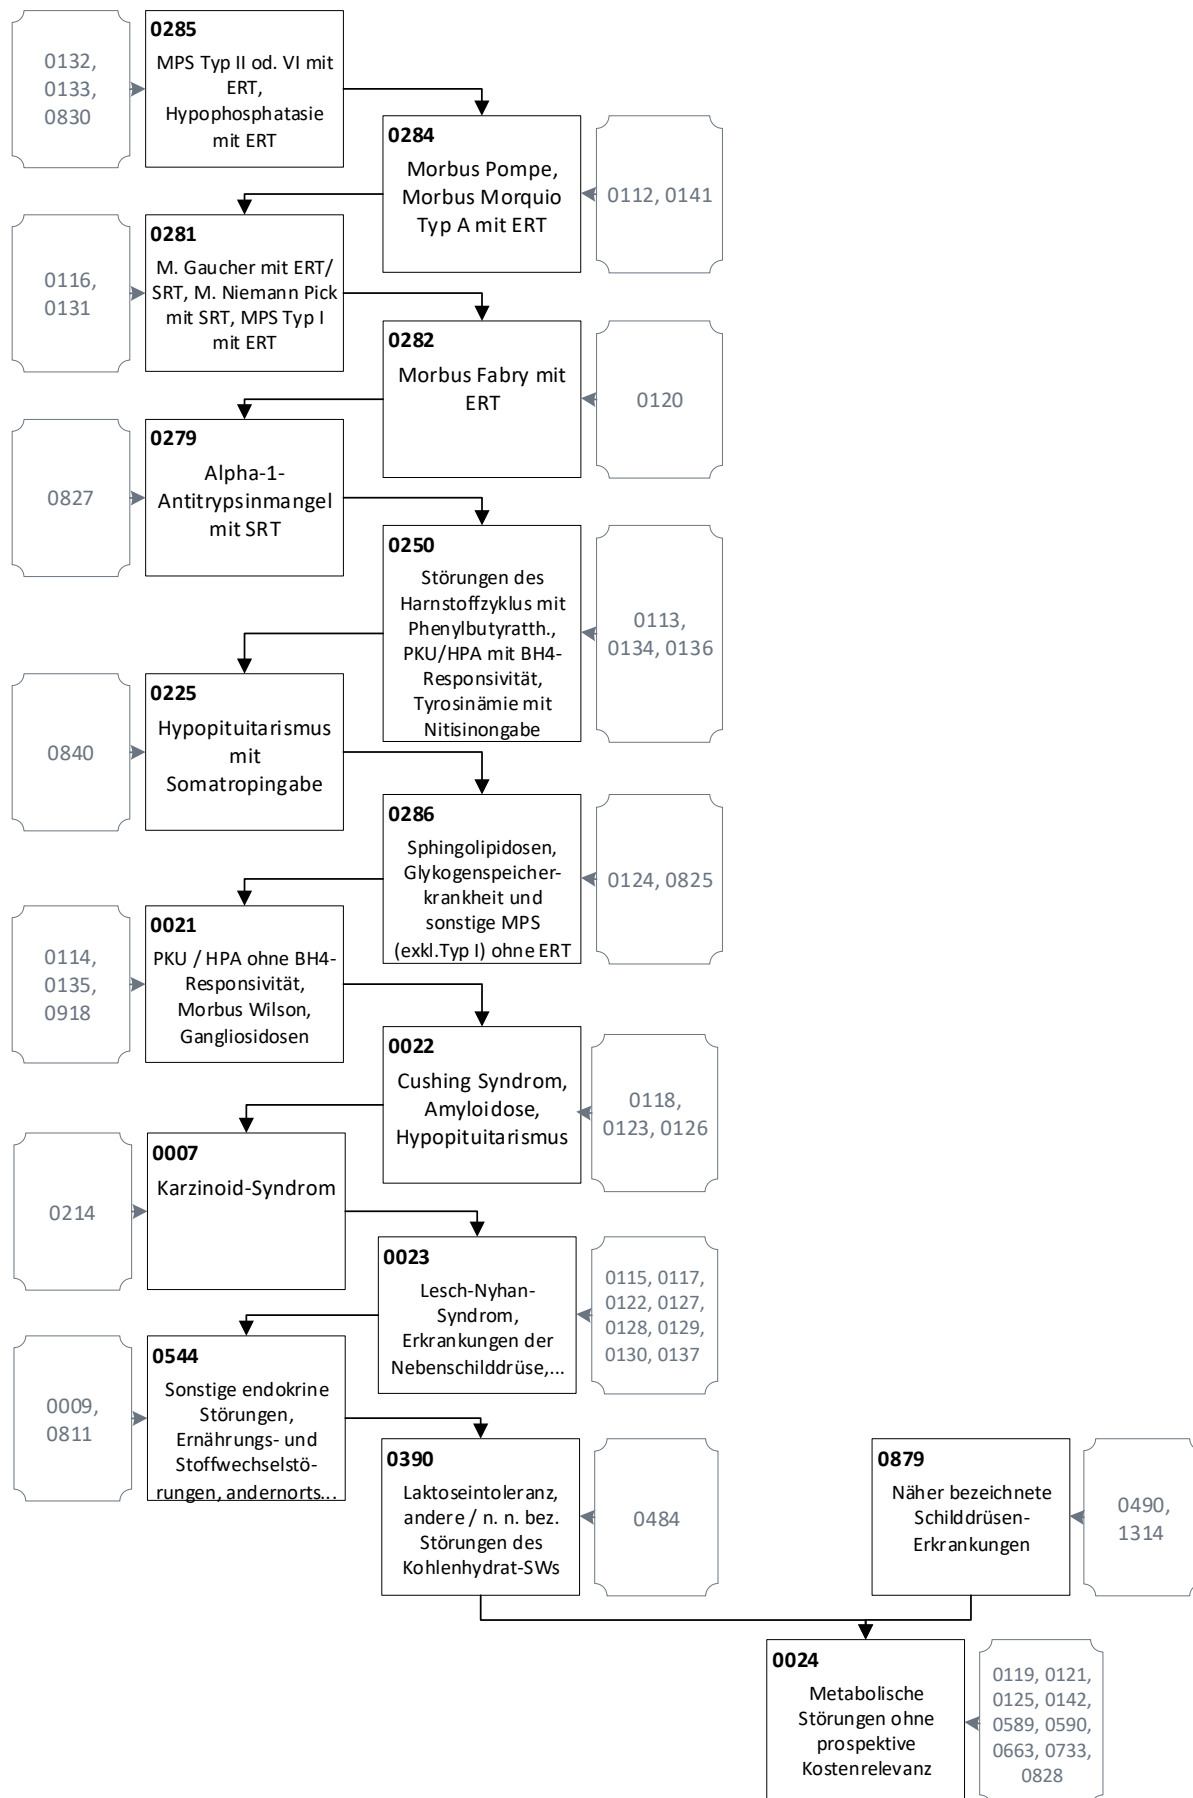 0132,
0133,
0830
0285
MPS Typ II od. VI mit
ERT,
Hypophosphatasie
mit ERT
0284
Morbus Pompe,
Morbus Morquio
Typ A mit ERT
0112, 0141
0116,
0131
0281
M. Gaucher mit ERT/
SRT, M. Niemann Pick
mit SRT, MPS Typ I
mit ERT
0282
Morbus Fabry mit
ERT
0120
0827
0279
Alpha-1-
Antitrypsinmangel
mit SRT
0250
Störungen des
Harnstoffzyklus mit
Phenylbutyratth.,
PKU/HPA mit BH4-
Responsivität,
Tyrosinämie mit
Nitisinongabe
0113,
0134, 0136
0840
0225
Hypopituitarismus
mit
Somatropingabe
0286
Sphingolipidosen,
Glykogenspeicher-
krankheit und
sonstige MPS
(exkl.Typ I) ohne ERT
0124, 0825
0114,
0135,
0918
0021
PKU / HPA ohne BH4-
Responsivität,
Morbus Wilson,
Gangliosidosen
0022
Cushing Syndrom,
Amyloidose,
Hypopituitarismus
0118,
0123, 0126
0214
0007
Karzinoid-Syndrom
0023
Lesch-Nyhan-
Syndrom,
Erkrankungen der
Nebenschilddrüse,...
0115, 0117,
0122, 0127,
0128, 0129,
0130, 0137
0009,
0811
0544
Sonstige endokrine
Störungen,
Ernährungs- und
Stoffwechselstö-
rungen, andernorts...
0390
Laktoseintoleranz,
andere / n. n. bez.
Störungen des
Kohlenhydrat-SWs
0484
0879
Näher bezeichnete
Schilddrüsen-
Erkrankungen
0490,
1314
0024
Metabolische
Störungen ohne
prospektive
Kostenrelevanz
0119, 0121,
0125, 0142,
0589, 0590,
0663, 0733,
0828